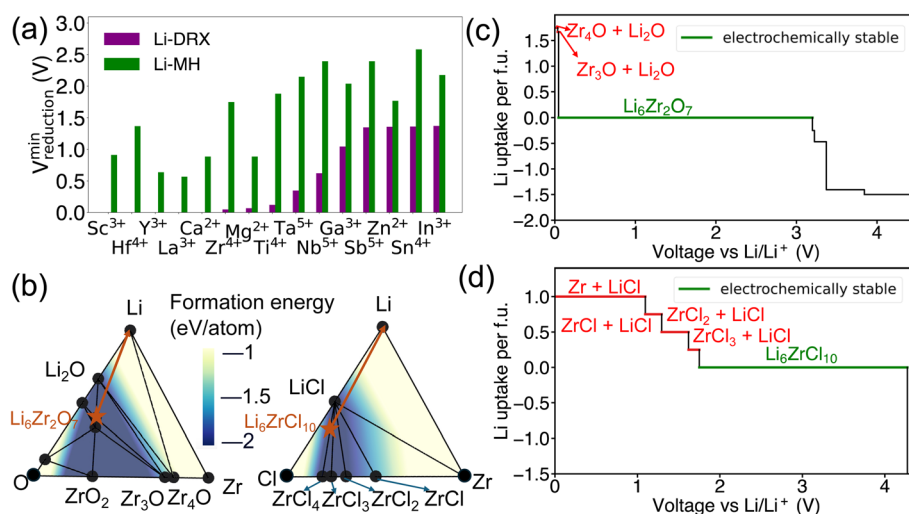 (a)
Li-DRX
Li-MH
V^min_reduction (V)
3.0
2.5
2.0
1.5
1.0
0.5
0.0
Sc³⁺ Y³⁺ Ca²⁺ Mg²⁺ Ta⁵⁺ Ga³⁺ Zn²⁺ In³⁺
Hf⁴⁺ La³⁺ Zr⁴⁺ Ti⁴⁺ Nb⁵⁺ Sb⁵⁺ Sn⁴⁺
(b)
Formation energy
(eV/atom)
—1
—1.5
—2
Li
Li₂O
Li₆Zr₂O₇
O
ZrO₂
Zr₃O
Zr₄O
Zr
Li
LiCl
Li₆ZrCl₁₀
Cl
Zr
ZrCl₄
ZrCl₃
ZrCl₂
ZrCl
(c)
Zr₄O + Li₂O
electrochemically stable
Zr₃O + Li₂O
Li₆Zr₂O₇
Li uptake per f.u.
1.5
1.0
0.5
0.0
−0.5
−1.0
−1.5
−2.0
0 1 2 3 4
Voltage vs Li/Li⁺ (V)
(d)
Zr + LiCl
electrochemically stable
ZrCl₂ + LiCl
ZrCl + LiCl
ZrCl₃ + LiCl
Li₆ZrCl₁₀
Li uptake per f.u.
1.0
0.5
0.0
−0.5
−1.0
−1.5
0 1 2 3 4
Voltage vs Li/Li⁺ (V)